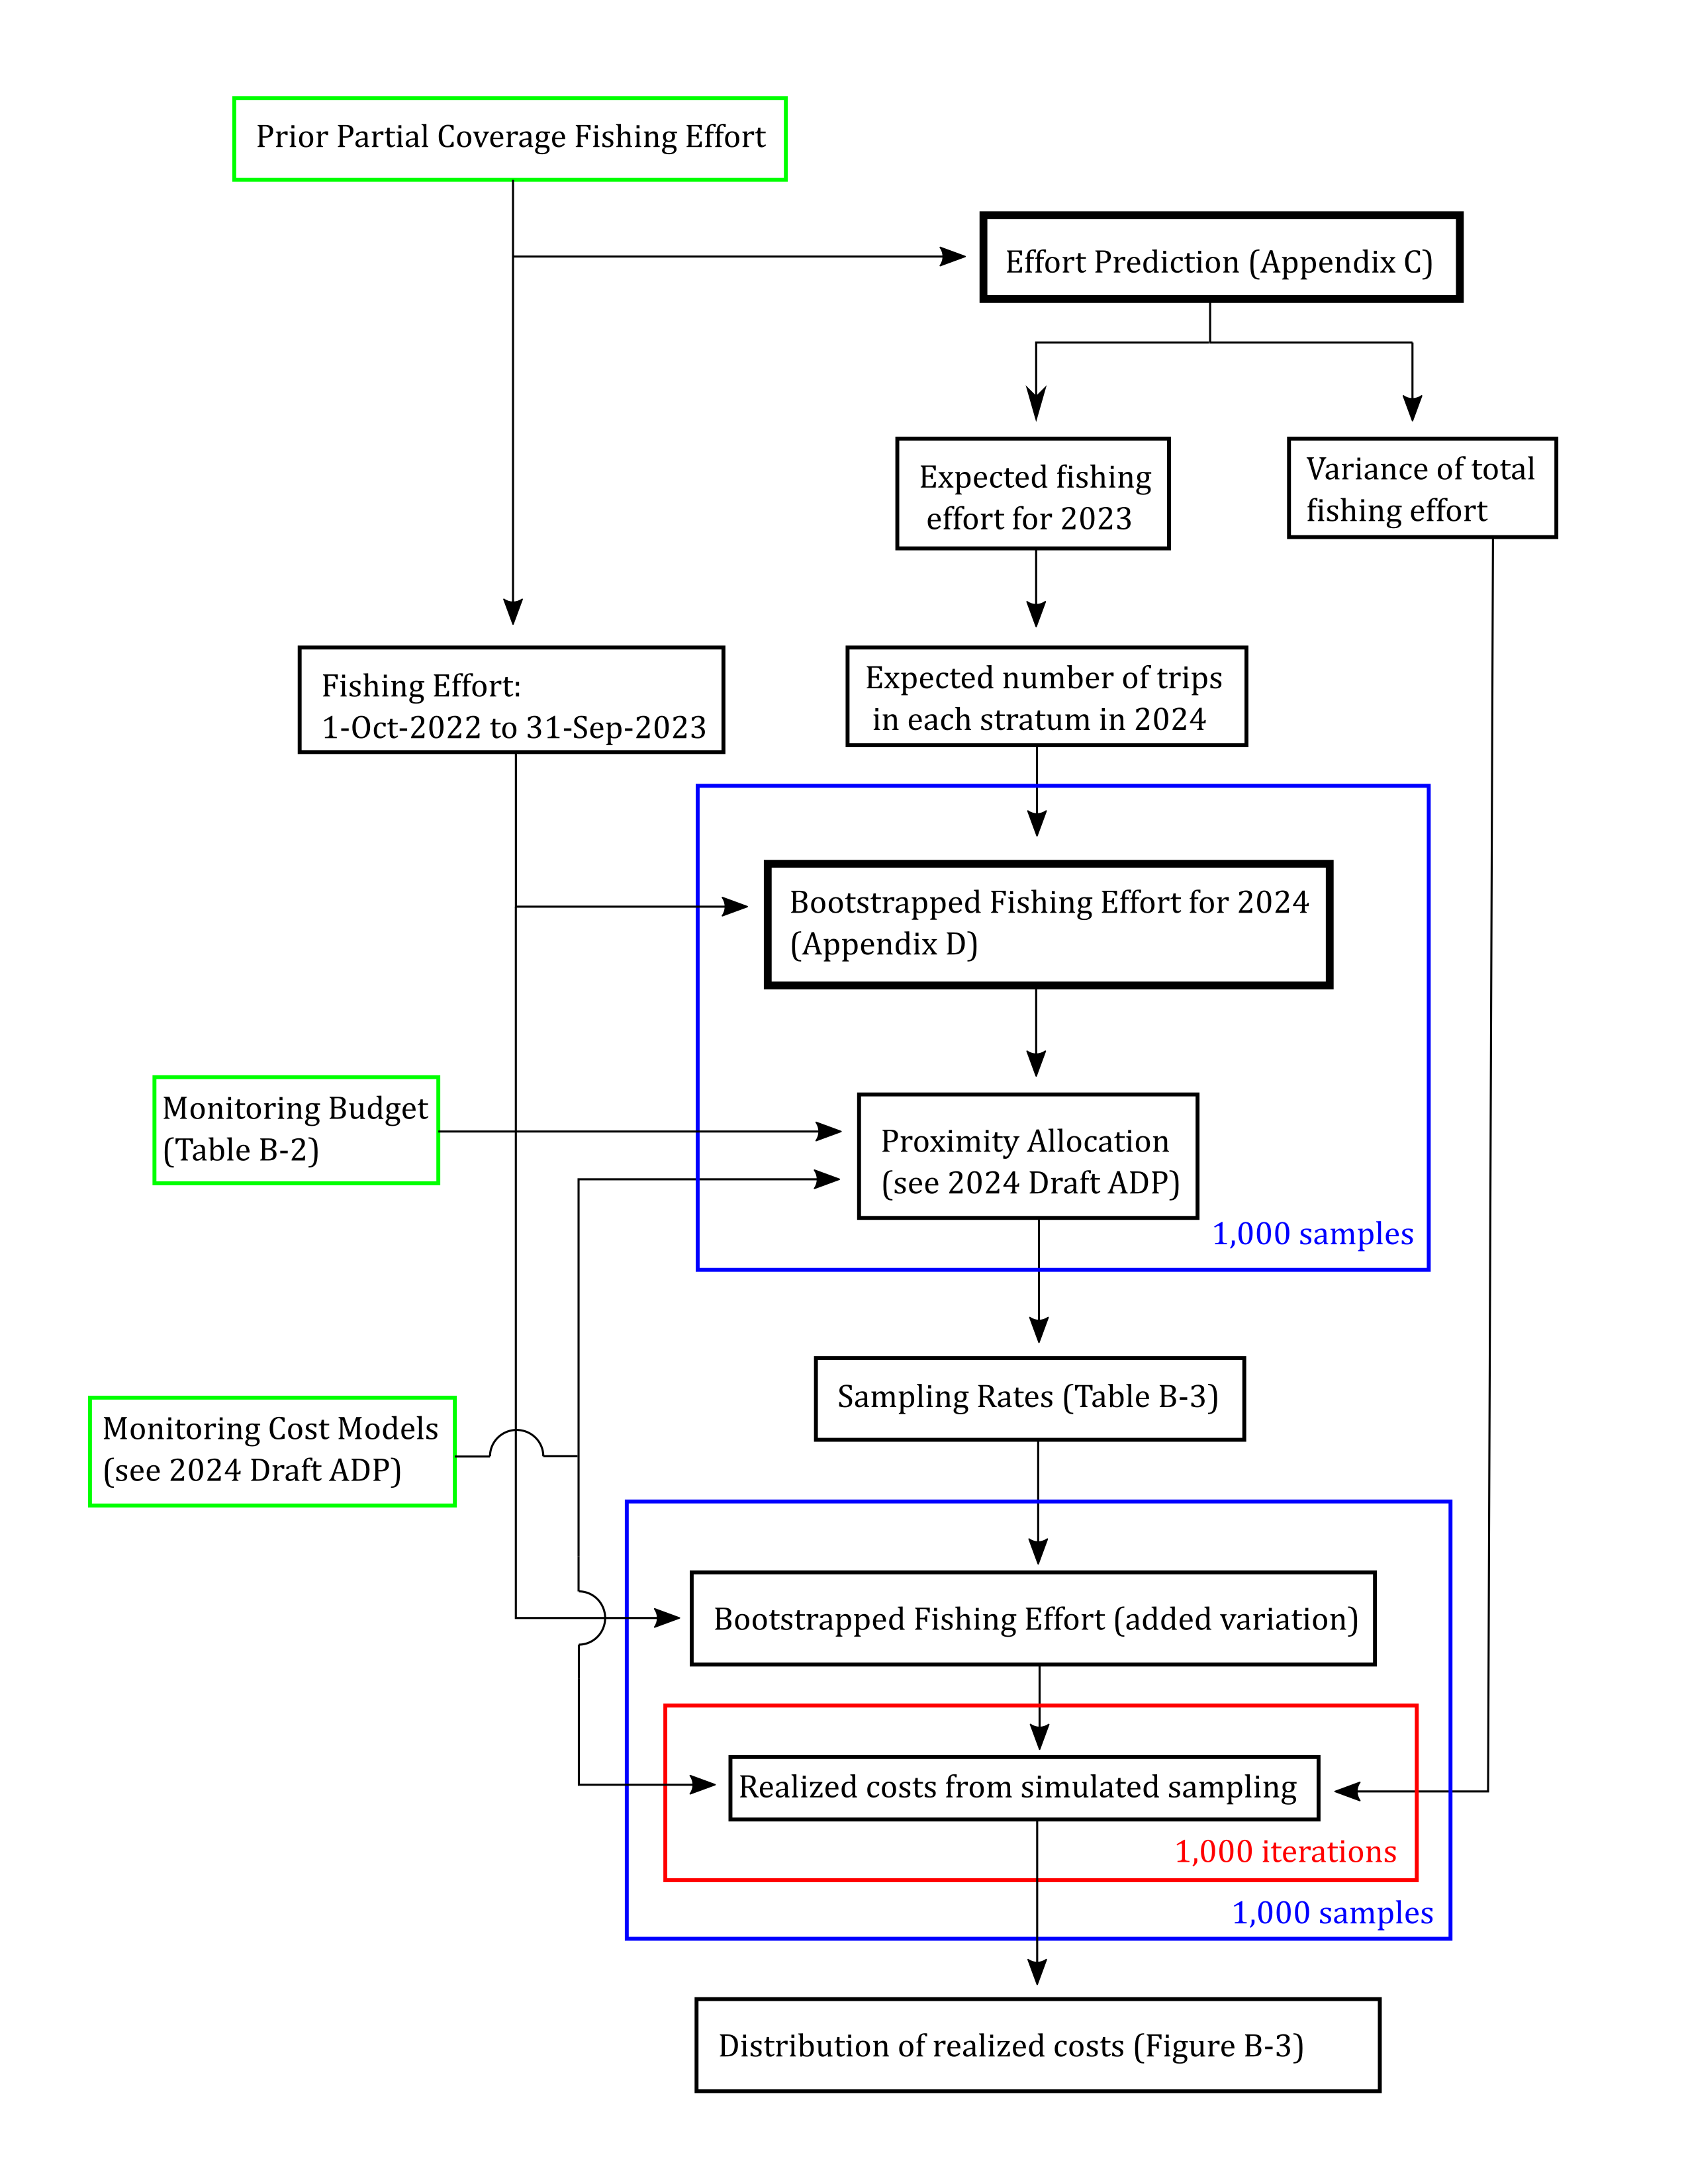 Prior Partial Coverage Fishing Effort
Effort Prediction (Appendix C)
Expected fishing
effort for 2023
Variance of total
fishing effort
Fishing Effort:
1-Oct-2022 to 31-Sep-2023
Expected number of trips
in each stratum in 2024
Bootstrapped Fishing Effort for 2024
(Appendix D)
Monitoring Budget
(Table B-2)
Proximity Allocation
(see 2024 Draft ADP)
1,000 samples
Sampling Rates (Table B-3)
Monitoring Cost Models
(see 2024 Draft ADP)
Bootstrapped Fishing Effort (added variation)
Realized costs from simulated sampling
1,000 iterations
1,000 samples
Distribution of realized costs (Figure B-3)